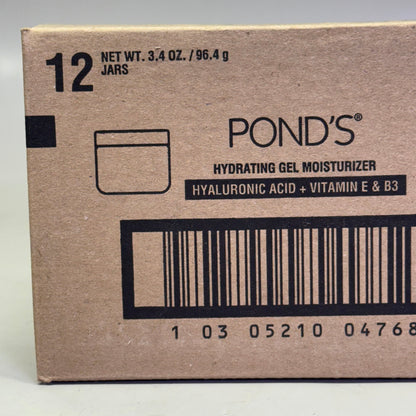 12 NET WT. 3.4 OZ. / 96.4 g
JARS
POND'S®
HYDRATING GEL MOISTURIZER
HYALURONIC ACID + VITAMIN E & B3
1 03 05210 04768